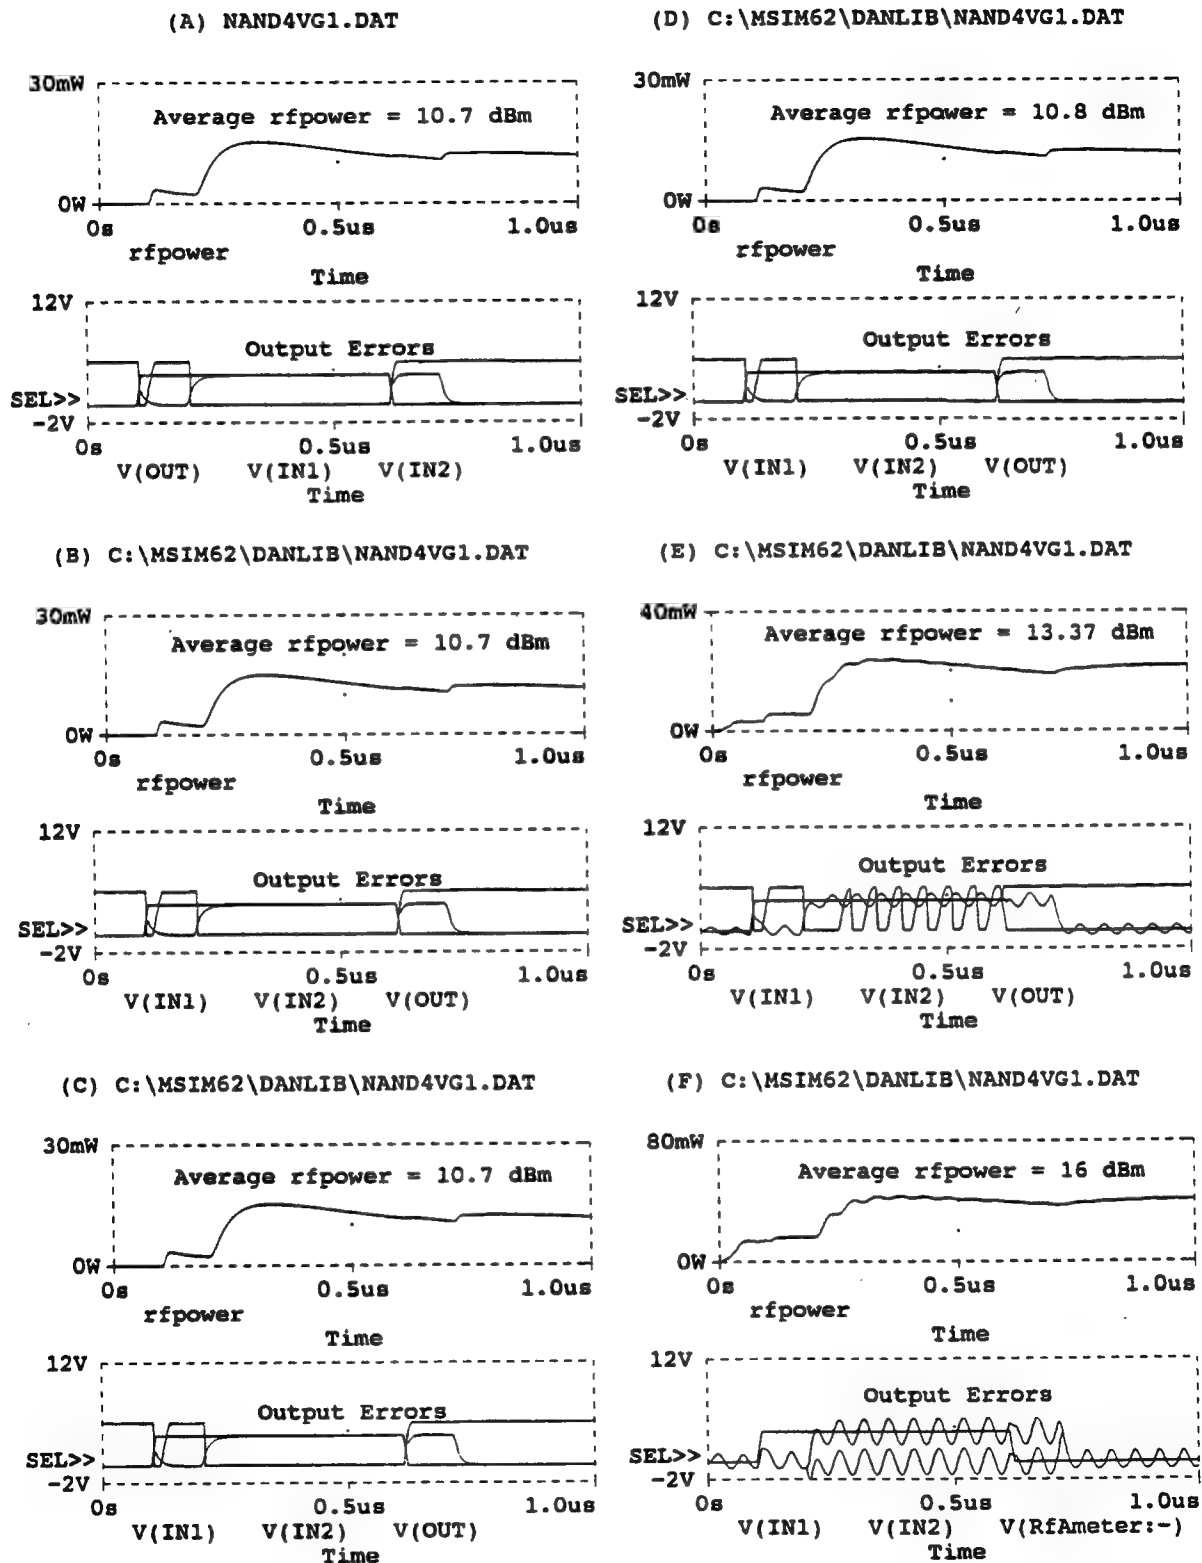 (A) NAND4VG1.DAT
30mW
Average rfpower = 10.7 dBm
0W
0s 0.5us 1.0us
rfpower
Time
12V
Output Errors
SEL>>
-2V
0s 0.5us 1.0us
V(OUT) V(IN1) V(IN2)
Time
(B) C:\MSIM62\DANLIB\NAND4VG1.DAT
30mW
Average rfpower = 10.7 dBm
0W
0s 0.5us 1.0us
rfpower
Time
12V
Output Errors
SEL>>
-2V
0s 0.5us 1.0us
V(IN1) V(IN2) V(OUT)
Time
(C) C:\MSIM62\DANLIB\NAND4VG1.DAT
30mW
Average rfpower = 10.7 dBm
0W
0s 0.5us 1.0us
rfpower
Time
12V
Output Errors
SEL>>
-2V
0s 0.5us 1.0us
V(IN1) V(IN2) V(OUT)
Time
(D) C:\MSIM62\DANLIB\NAND4VG1.DAT
30mW
Average rfpower = 10.8 dBm
0W
0s 0.5us 1.0us
rfpower
Time
12V
Output Errors
SEL>>
-2V
0s 0.5us 1.0us
V(IN1) V(IN2) V(OUT)
Time
(E) C:\MSIM62\DANLIB\NAND4VG1.DAT
40mW
Average rfpower = 13.37 dBm
0W
0s 0.5us 1.0us
rfpower
Time
12V
Output Errors
SEL>>
-2V
0s 0.5us 1.0us
V(IN1) V(IN2) V(OUT)
Time
(F) C:\MSIM62\DANLIB\NAND4VG1.DAT
80mW
Average rfpower = 16 dBm
0W
0s 0.5us 1.0us
rfpower
Time
12V
Output Errors
SEL>>
-2V
0s 0.5us 1.0us
V(IN1) V(IN2) V(RfAmeter:-)
Time